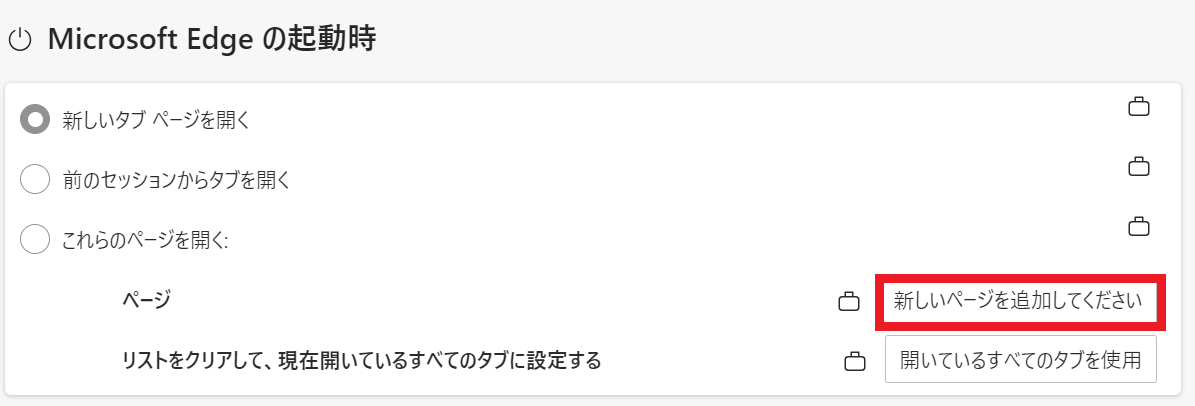 Microsoft Edge の起動時
新しいタブ ページを開く
前のセッションからタブを開く
これらのページを開く:
ページ
新しいページを追加してください
リストをクリアして、現在開いているすべてのタブに設定する
開いているすべてのタブを使用